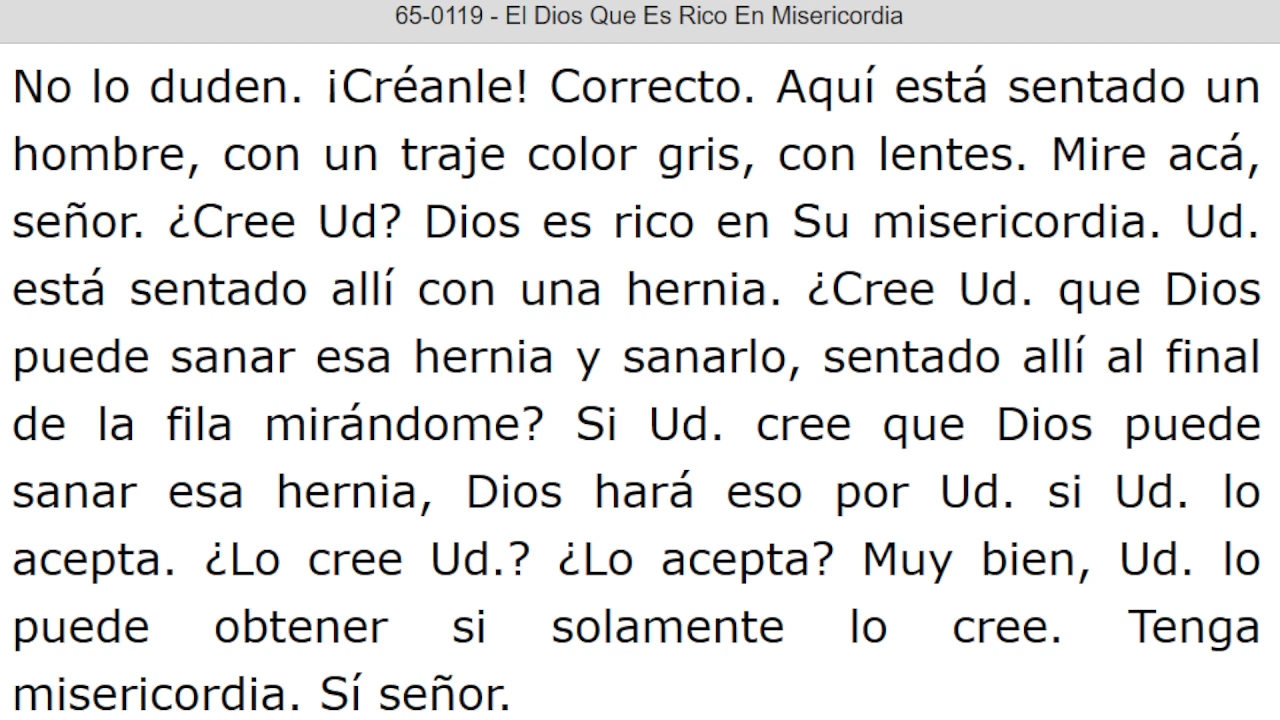 65-0119 - El Dios Que Es Rico En Misericordia
No lo duden. ¡Créanle! Correcto. Aquí está sentado un
hombre, con un traje color gris, con lentes. Mire acá,
señor. ¿Cree Ud? Dios es rico en Su misericordia. Ud.
está sentado allí con una hernia. ¿Cree Ud. que Dios
puede sanar esa hernia y sanarlo, sentado allí al final
de la fila mirándome? Si Ud. cree que Dios puede
sanar esa hernia, Dios hará eso por Ud. si Ud. lo
acepta. ¿Lo cree Ud.? ¿Lo acepta? Muy bien, Ud. lo
puede obtener si solamente lo cree. Tenga
misericordia. Sí señor.